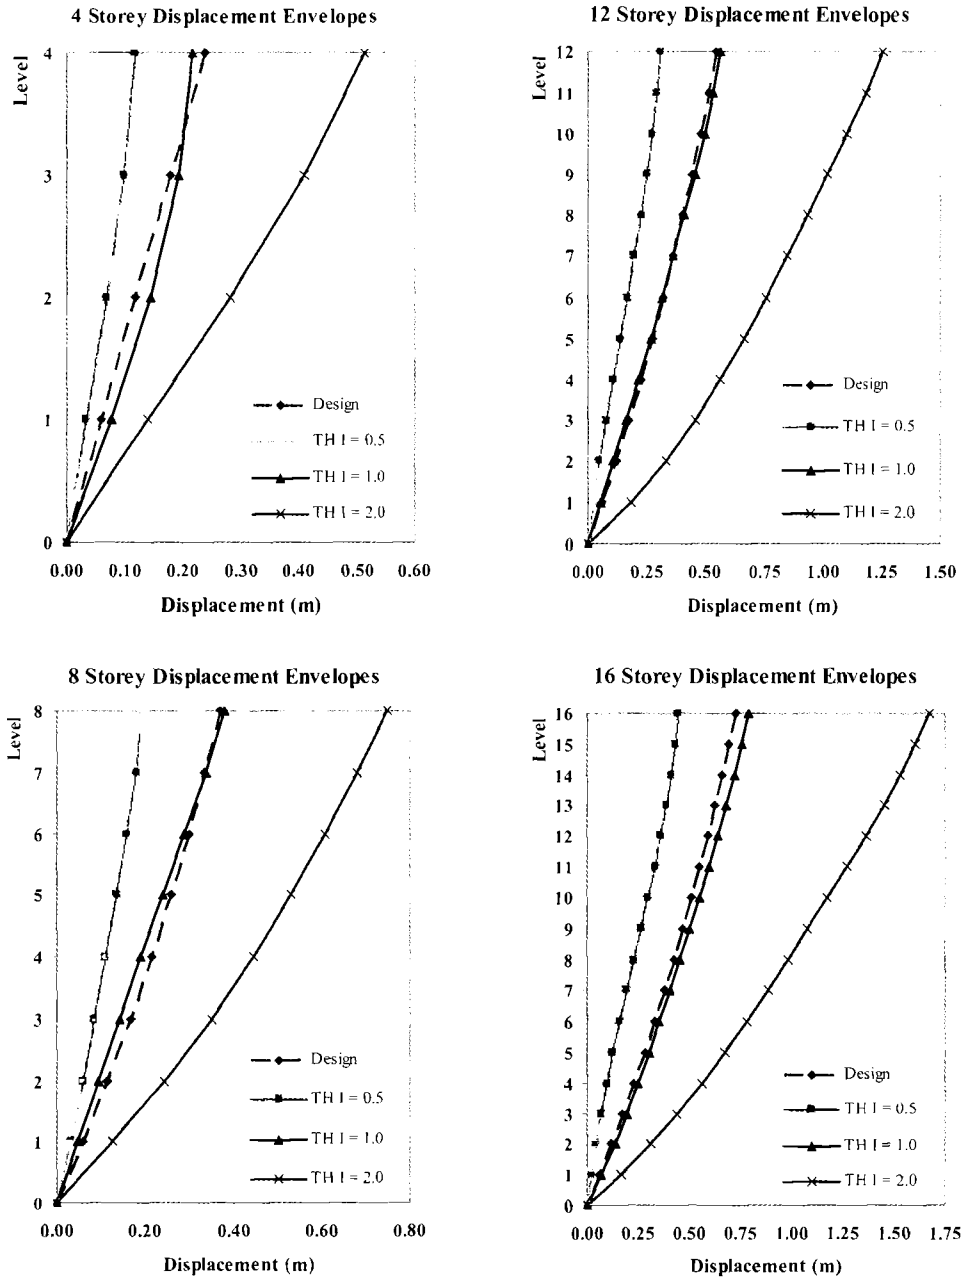 4 Storey Displacement Envelopes
Level
4
3
2
1
0
Design
TH I = 0.5
TH I = 1.0
TH I = 2.0
0.00 0.10 0.20 0.30 0.40 0.50 0.60
Displacement (m)
12 Storey Displacement Envelopes
Level
12
11
10
9
8
7
6
5
4
3
2
1
0
Design
TH I = 0.5
TH I = 1.0
TH I = 2.0
0.00 0.25 0.50 0.75 1.00 1.25 1.50
Displacement (m)
8 Storey Displacement Envelopes
Level
8
7
6
5
4
3
2
1
0
Design
TH I = 0.5
TH I = 1.0
TH I = 2.0
0.00 0.20 0.40 0.60 0.80
Displacement (m)
16 Storey Displacement Envelopes
Level
16
15
14
13
12
11
10
9
8
7
6
5
4
3
2
1
0
Design
TH I = 0.5
TH I = 1.0
TH I = 2.0
0.00 0.25 0.50 0.75 1.00 1.25 1.50 1.75
Displacement (m)